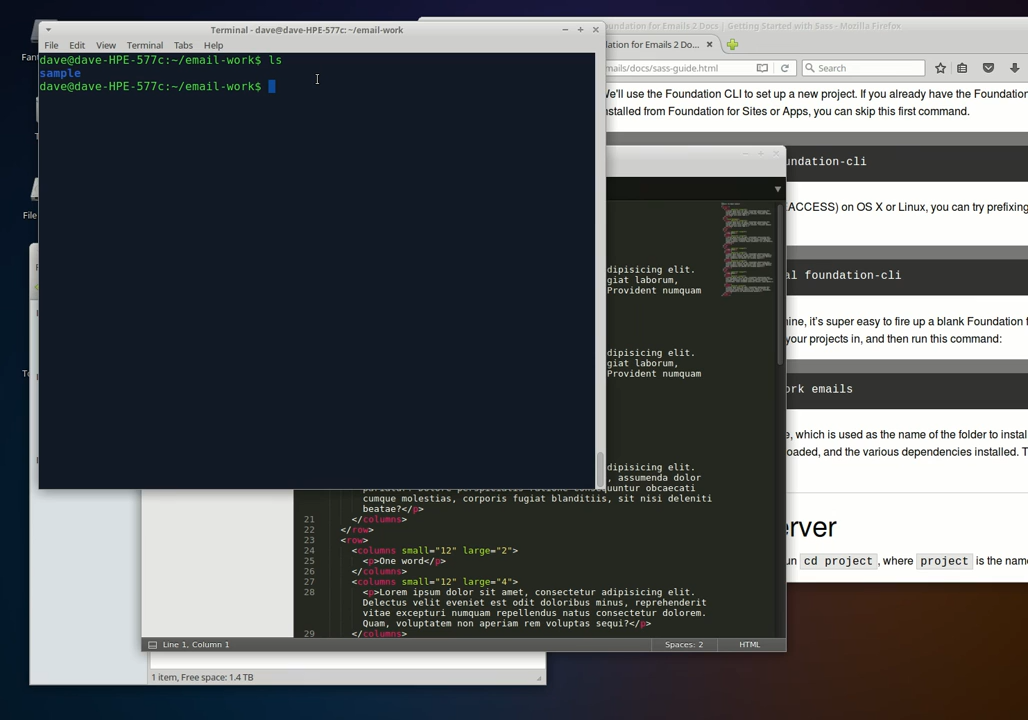 Terminal - dave@dave-HPE-577c: ~/email-work
File Edit View Terminal Tabs Help
dave@dave-HPE-577c:~/email-work$ ls
sample
dave@dave-HPE-577c:~/email-work$
undation for Emails 2 Docs | Getting Started with Sass - Mozilla Firefox
ation for Emails 2 Do...
mails/docs/sass-guide.html
Search
We'll use the Foundation CLI to set up a new project. If you already have the Foundation
nstalled from Foundation for Sites or Apps, you can skip this first command.
undation-cli
(ACCESS) on OS X or Linux, you can try prefixing
al foundation-cli
hine, it's super easy to fire up a blank Foundation f
your projects in, and then run this command:
ork emails
e, which is used as the name of the folder to instal
oaded, and the various dependencies installed. T
erver
un cd project, where project is the name
Fan
File
dipisicing elit.
giat laborum,
Provident numquam
dipisicing elit.
giat laborum,
Provident numquam
dipisicing elit.
, assumenda dolor
uuntur obcaecati
cumque molestias, corporis fugiat blanditiis, sit nisi deleniti
beatae?</p>
21 </columns>
22 </row>
23 <row>
24 <columns small="12" large="2">
25 <p>One word</p>
26 </columns>
27 <columns small="12" large="4">
28 <p>Lorem ipsum dolor sit amet, consectetur adipisicing elit.
Delectus velit eveniet est odit doloribus minus, reprehenderit
vitae excepturi numquam repellendus natus consectetur dolorem.
Quam, voluptatem non aperiam rem voluptas sequi?</p>
29 </columns>
Line 1, Column 1
Spaces: 2
HTML
1 item, Free space: 1.4 TB